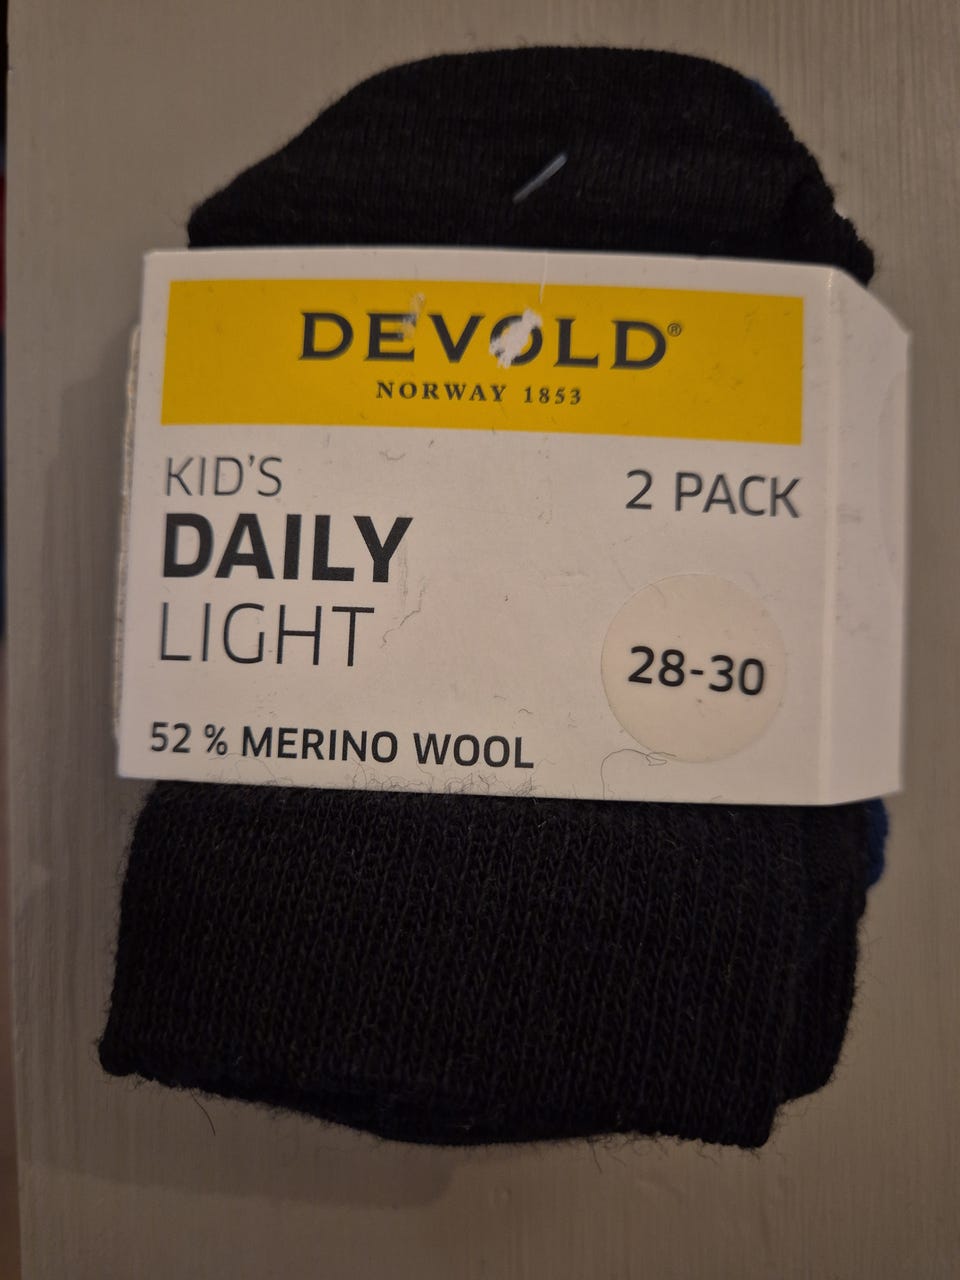 DEVOLD®
NORWAY 1853
KID'S
2 PACK
DAILY
LIGHT
28-30
52 % MERINO WOOL